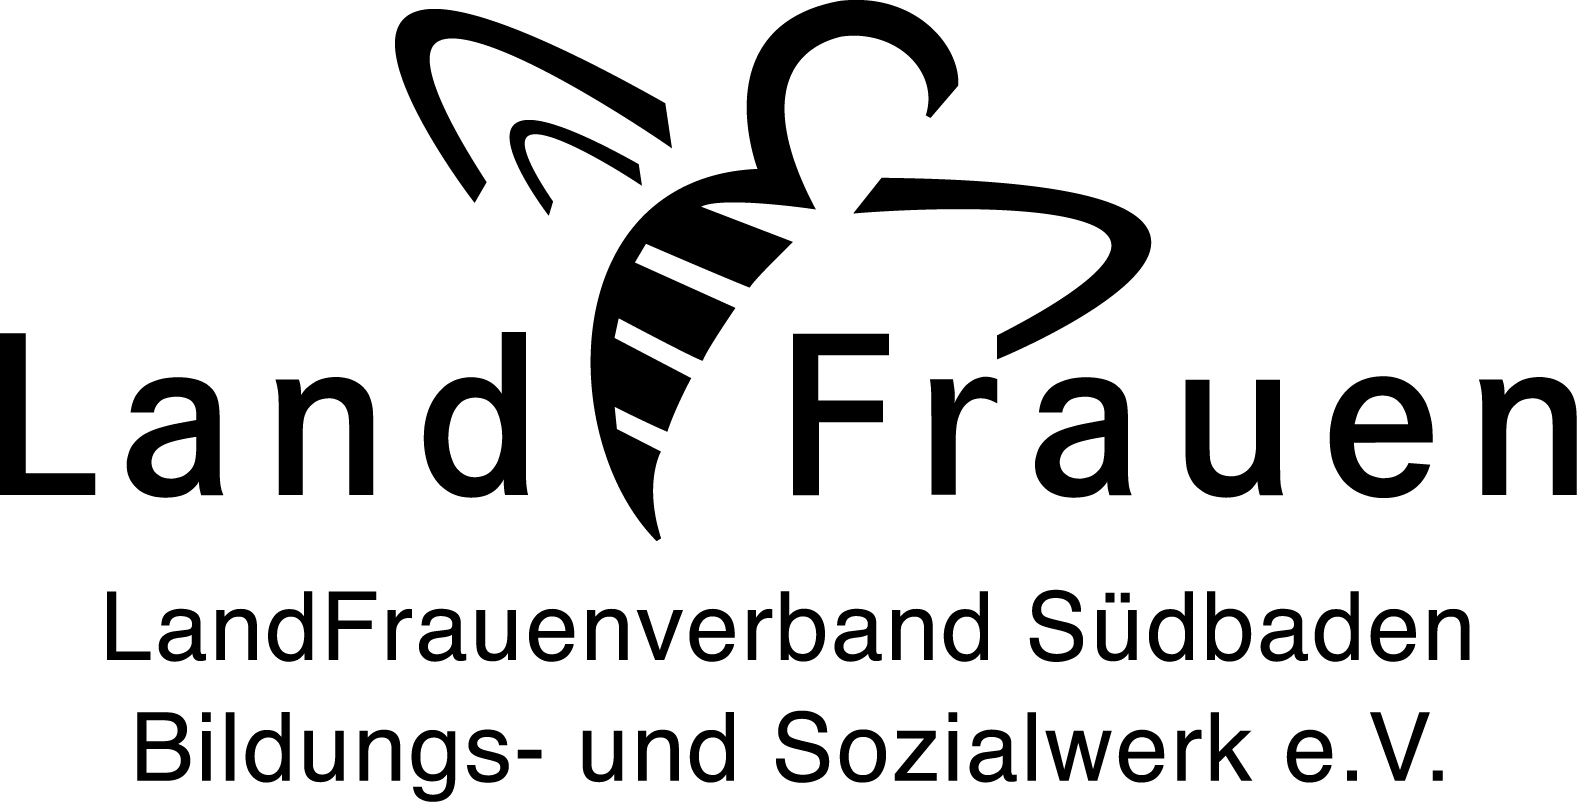 Land Frauen
LandFrauenverband Südbaden
Bildungs- und Sozialwerk e.V.